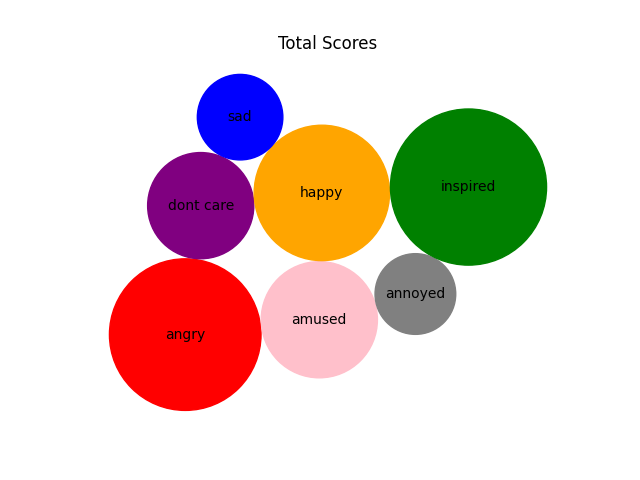 Total Scores
sad
happy
inspired
dont care
annoyed
amused
angry